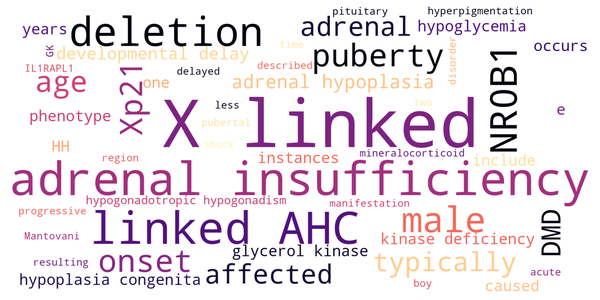 pituitary
hyperpigmentation
years
deletion
adrenal
hypoglycemia
GK
developmental delay
time
puberty
disorder
occurs
IL1RAPL1
delayed
described
age
Xp21
one
adrenal hypoplasia
NR0B1
phenotype
less
X linked
two
e
pubertal
HH
shock
mineralocorticoid
region
instances
include
adrenal insufficiency
hypogonadotropic hypogonadism
manifestation
progressive
linked AHC
male
DMD
Mantovani
kinase deficiency
glycerol kinase
resulting
onset
typically
acute
hypoplasia congenita
affected
boy
caused